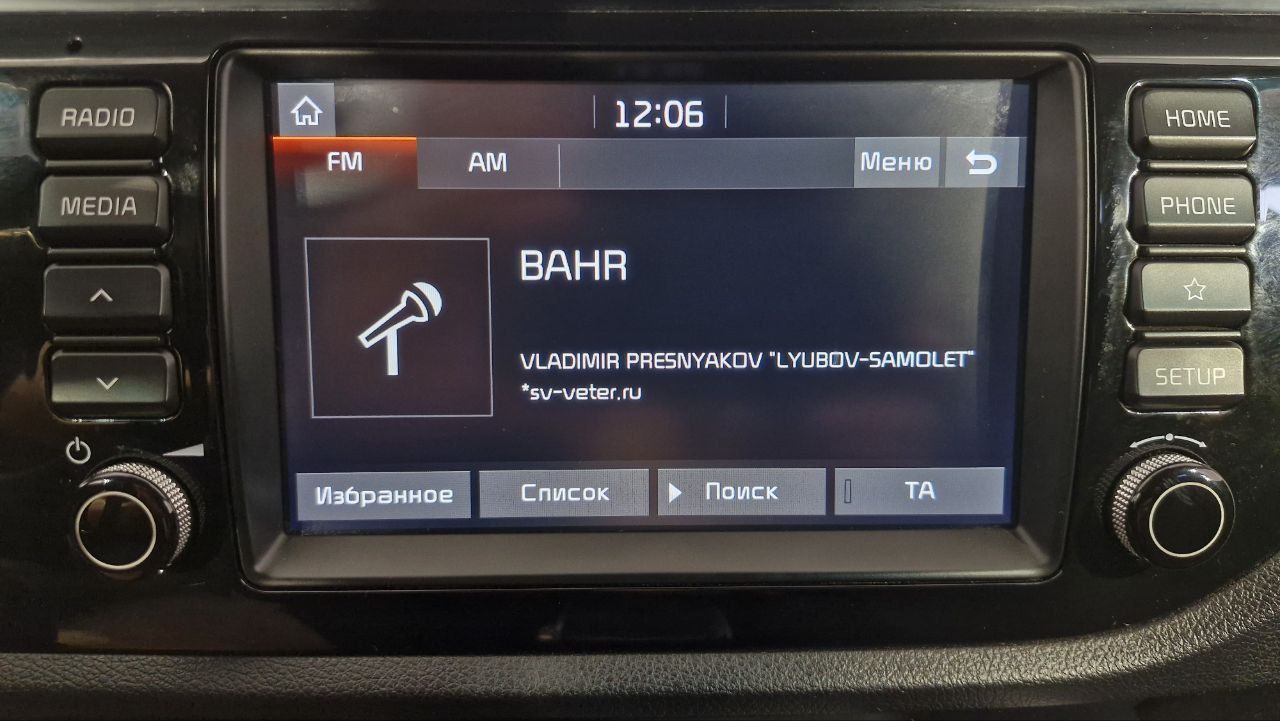 RADIO
MEDIA
HOME
PHONE
SETUP
12:06
FM
AM
Меню
BAHR
VLADIMIR PRESNYAKOV "LYUBOV-SAMOLET"
*sv-veter.ru
Избранное
Список
Поиск
TA